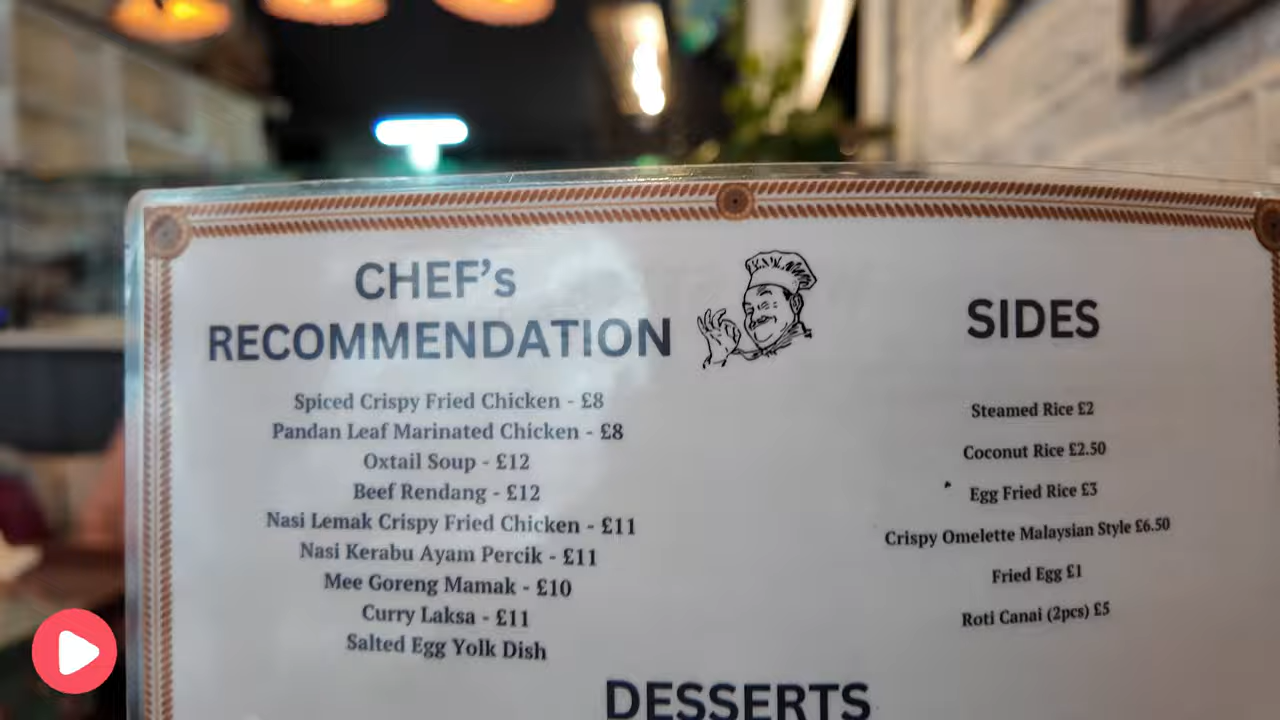 CHEF's
RECOMMENDATION
Spiced Crispy Fried Chicken - £8
Pandan Leaf Marinated Chicken - £8
Oxtail Soup - £12
Beef Rendang - £12
Nasi Lemak Crispy Fried Chicken - £11
Nasi Kerabu Ayam Percik - £11
Mee Goreng Mamak - £10
Curry Laksa - £11
Salted Egg Yolk Dish
SIDES
Steamed Rice £2
Coconut Rice £2.50
Egg Fried Rice £3
Crispy Omelette Malaysian Style £6.50
Fried Egg £1
Roti Canai (2pcs) £5
DESSERTS